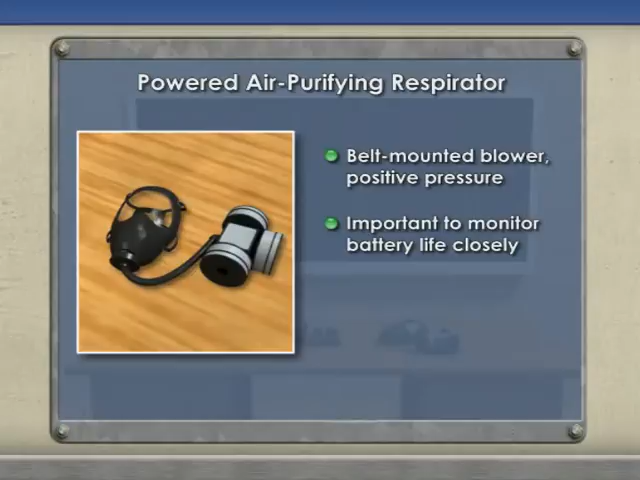 Powered Air-Purifying Respirator
Belt-mounted blower,
positive pressure
Important to monitor
battery life closely